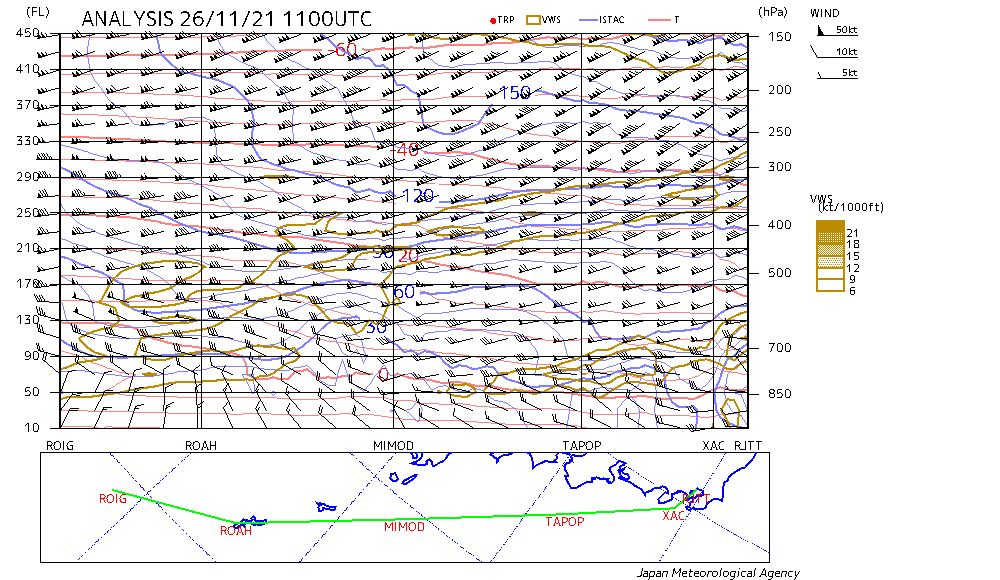 (FL) ANALYSIS 26/11/21 1100UTC TRP VWS ISTAC T (hPa) WIND
450 150
50kt
60
10kt
410
5kt
150 200
370
250
330
-40
300
290
120
VWS
(kt/1000ft)
250 400
21
18
210 90 20
15
500 12
170 60 9
6
130 30
700
90
0
50 850
10
ROIG ROAH MIMOD TAPOP XAC RJTT
ROIG
XAC
TAPOP
MIMOD
ROAH
Japan Meteorological Agency